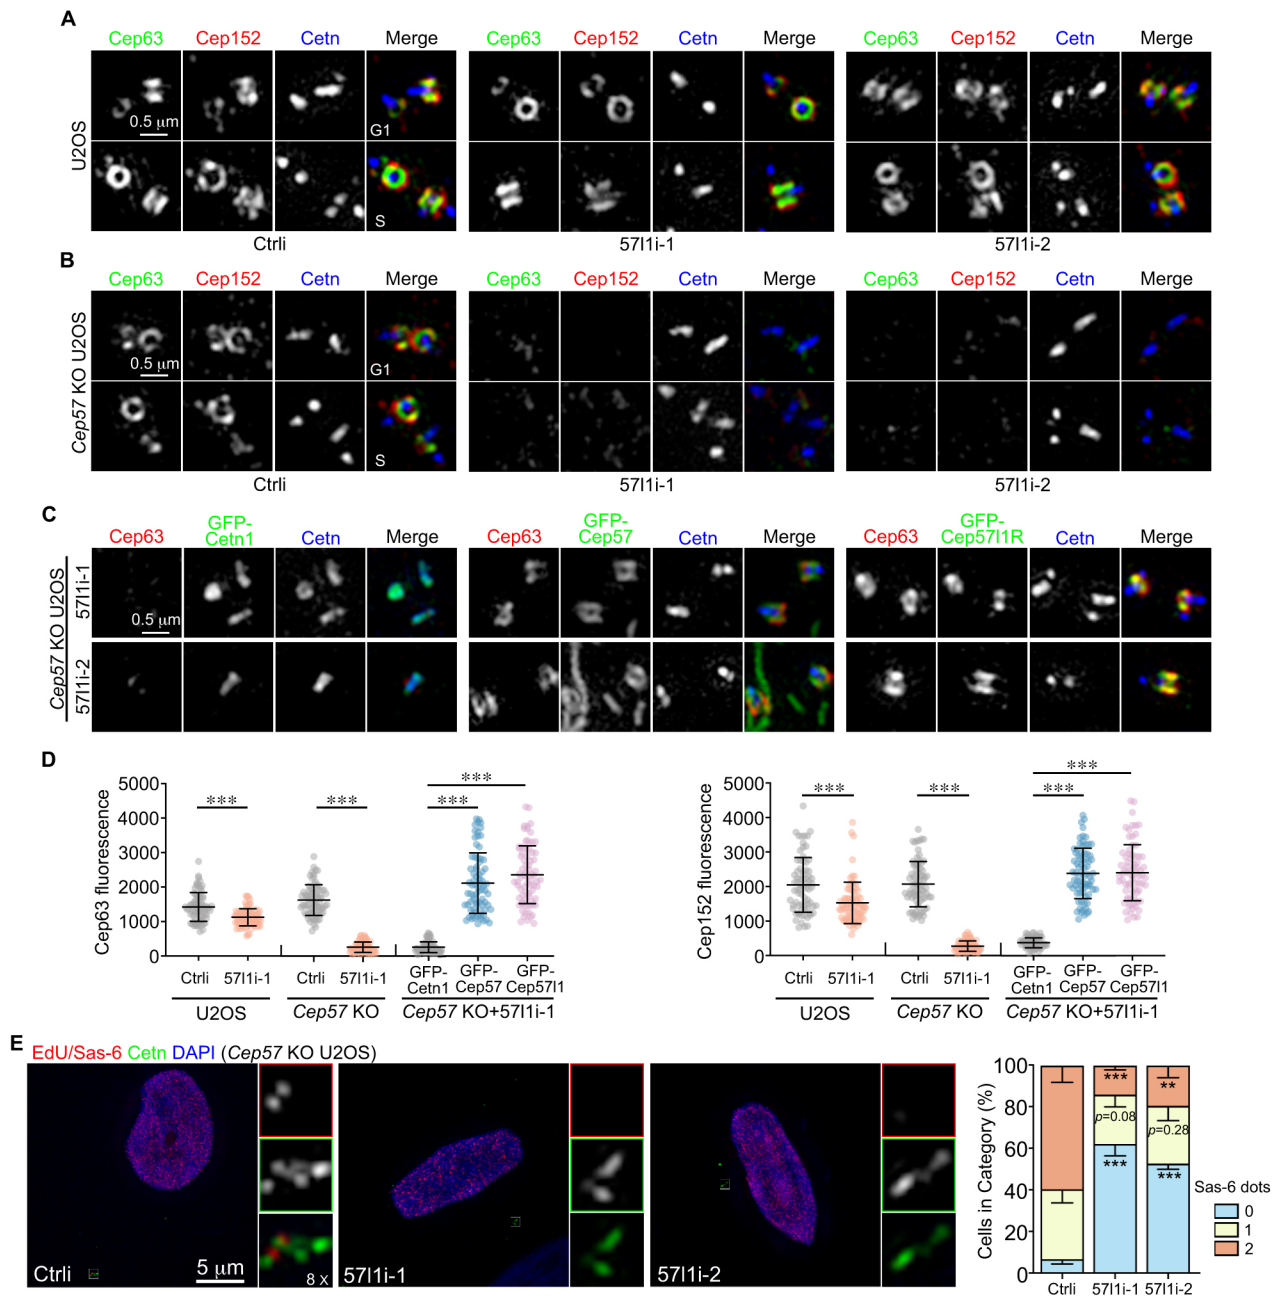 A
Cep63 Cep152 Cetn Merge Cep63 Cep152 Cetn Merge Cep63 Cep152 Cetn Merge
U2OS
0.5 µm
G1
S
Ctrli 57l1i-1 57l1i-2
B
Cep63 Cep152 Cetn Merge Cep63 Cep152 Cetn Merge Cep63 Cep152 Cetn Merge
Cep57 KO U2OS
0.5 µm
G1
S
Ctrli 57l1i-1 57l1i-2
C
Cep63 GFP-Cetn1 Cetn Merge Cep63 GFP-Cep57 Cetn Merge Cep63 GFP-Cep57l1R Cetn Merge
Cep57 KO U2OS
57l1i-1
57l1i-2
0.5 µm
D
Cep63 fluorescence
5000
4000
3000
2000
1000
0
*** *** *** ***
Ctrli 57l1i-1 Ctrli 57l1i-1 GFP-Cetn1 GFP-Cep57 GFP-Cep57l1
U2OS Cep57 KO Cep57 KO+57l1i-1
Cep152 fluorescence
5000
4000
3000
2000
1000
0
*** *** *** ***
Ctrli 57l1i-1 Ctrli 57l1i-1 GFP-Cetn1 GFP-Cep57 GFP-Cep57l1
U2OS Cep57 KO Cep57 KO+57l1i-1
E
EdU/Sas-6 Cetn DAPI (Cep57 KO U2OS)
Ctrli
5 µm
8 x
57l1i-1
57l1i-2
Cells in Category (%)
100
80
60
40
20
0
*** **
p=0.08 p=0.28
*** ***
Ctrli 57l1i-1 57l1i-2
Sas-6 dots
0
1
2